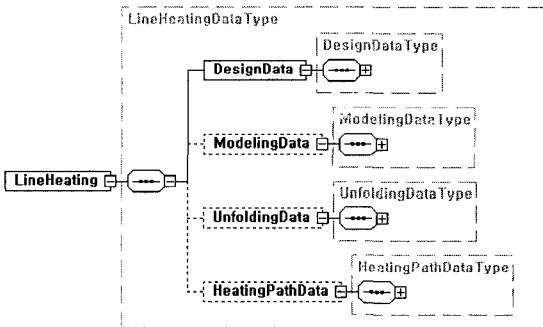 LineHeatingDataType
DesignDataType
DesignData
ModelingDataType
ModelingData
LineHeating
UnfoldingDataType
UnfoldingData
HeatingPathDataType
HeatingPathData